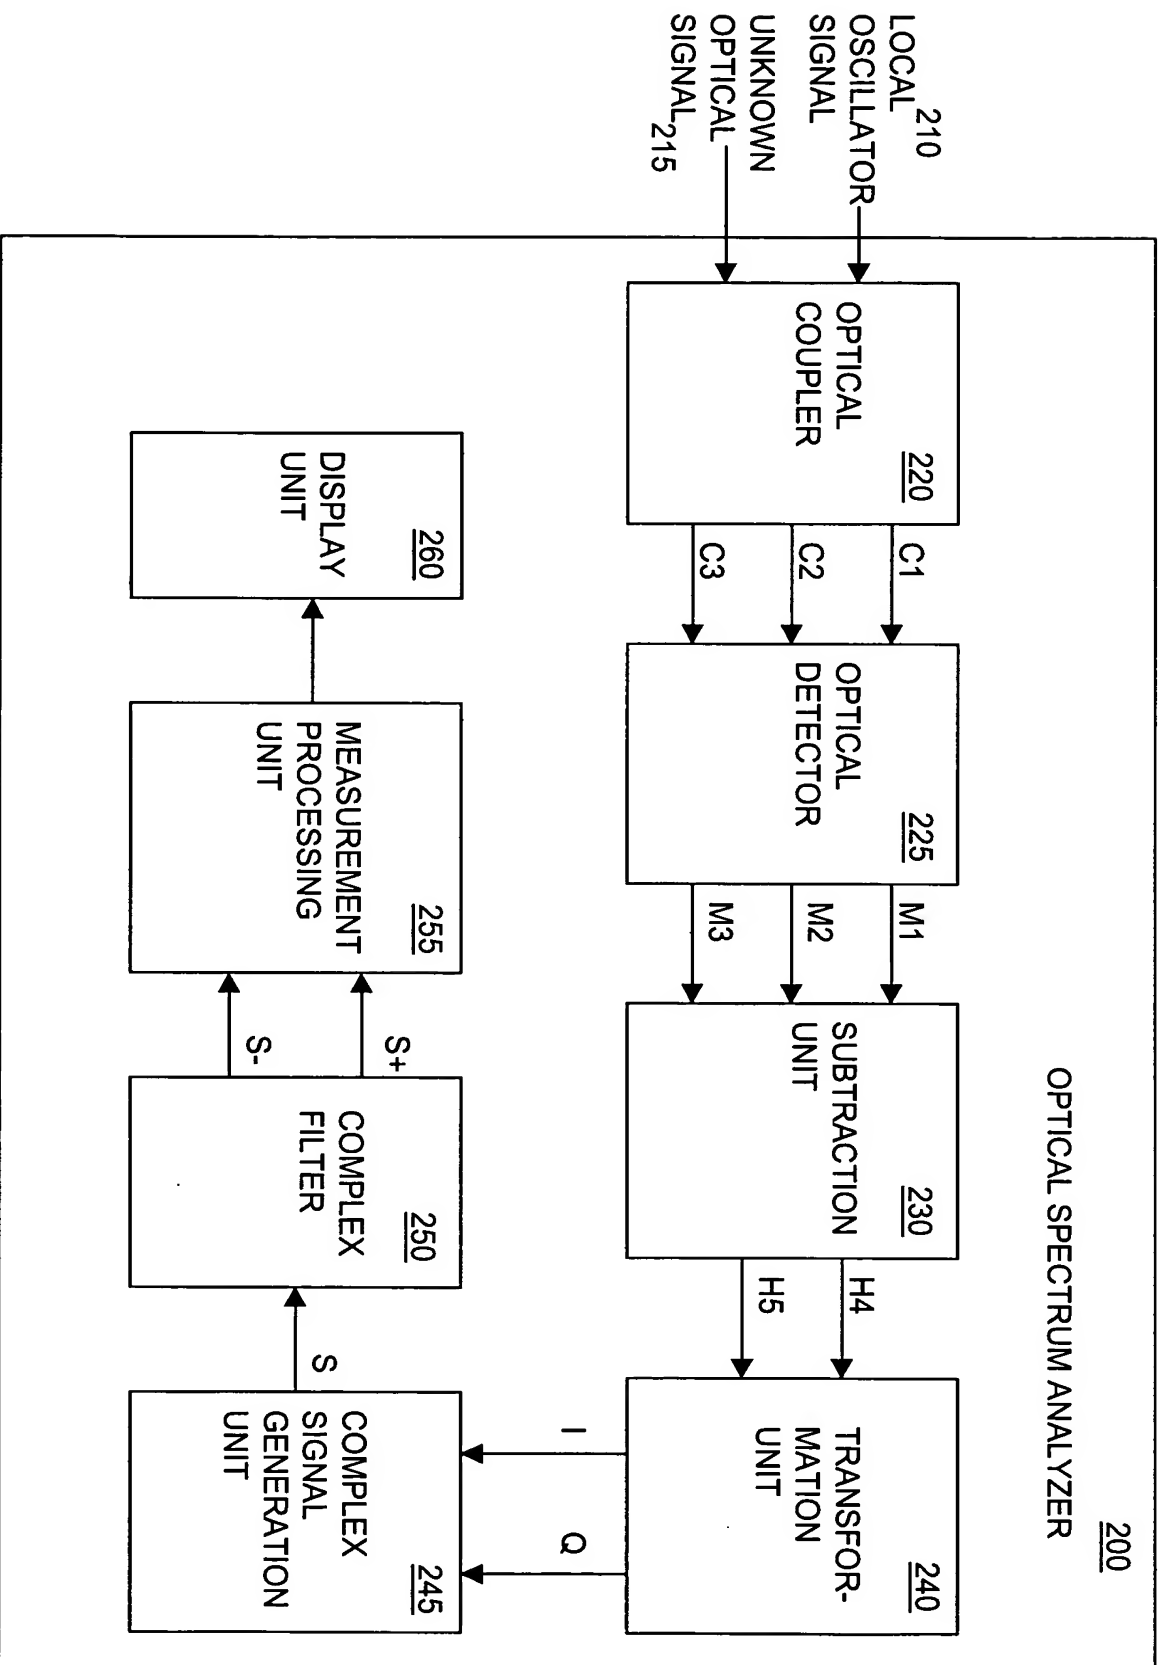 200
OPTICAL SPECTRUM ANALYZER
LOCAL 210
OSCILLATOR
SIGNAL
UNKNOWN
OPTICAL
SIGNAL 215
220
OPTICAL
COUPLER
C1
C2
C3
225
OPTICAL
DETECTOR
M1
M2
M3
230
SUBTRACTION
UNIT
H4
H5
240
TRANSFOR-
MATION
UNIT
I
Q
245
COMPLEX
SIGNAL
GENERATION
UNIT
S
250
COMPLEX
FILTER
S+
S-
255
MEASUREMENT
PROCESSING
UNIT
260
DISPLAY
UNIT